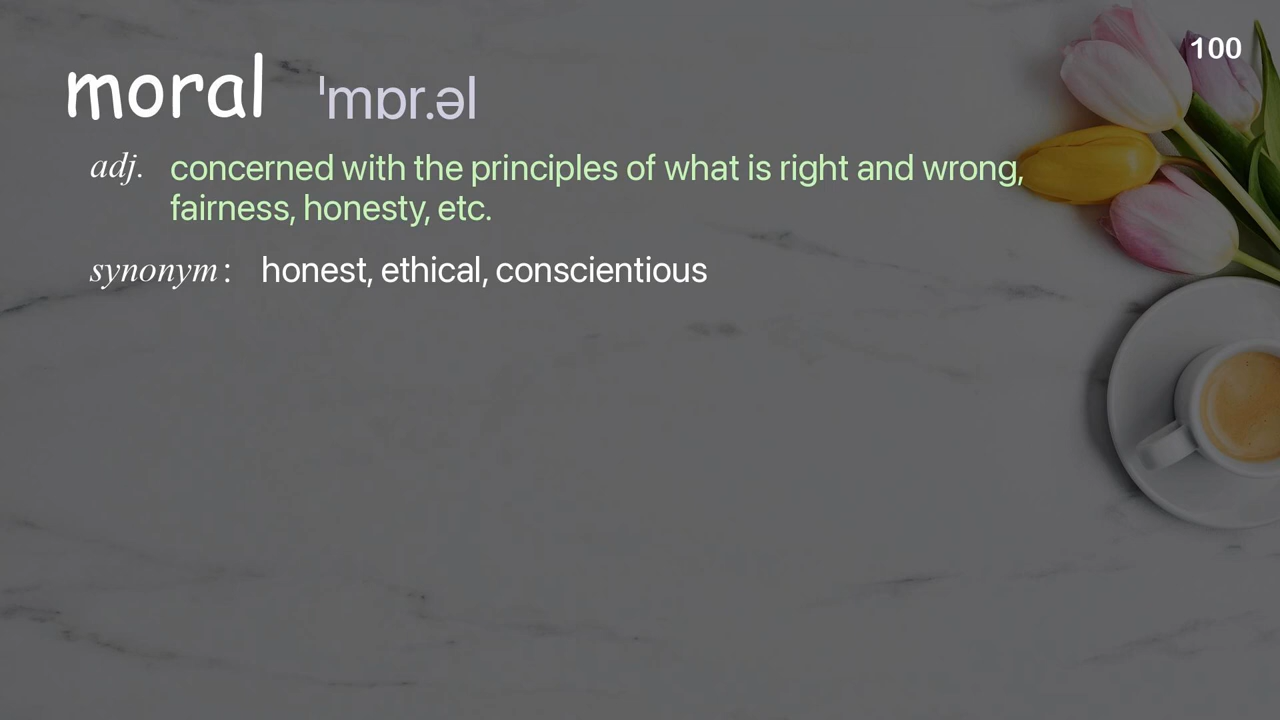 100
moral ˈmɒr.əl
adj. concerned with the principles of what is right and wrong,
fairness, honesty, etc.
synonym: honest, ethical, conscientious